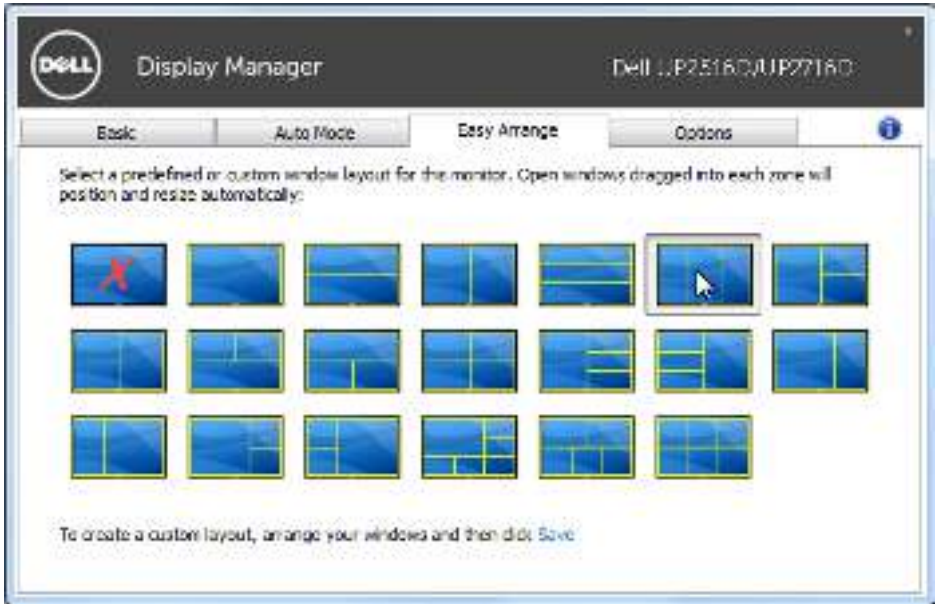 DELL
Display Manager
Dell UP2516D/UP2716D
Basic
Auto Mode
Easy Arrange
Options
Select a predefined or custom window layout for the monitor. Open windows dragged into each zone will
position and resize automatically:
To create a custom layout, arrange your windows and then click Save